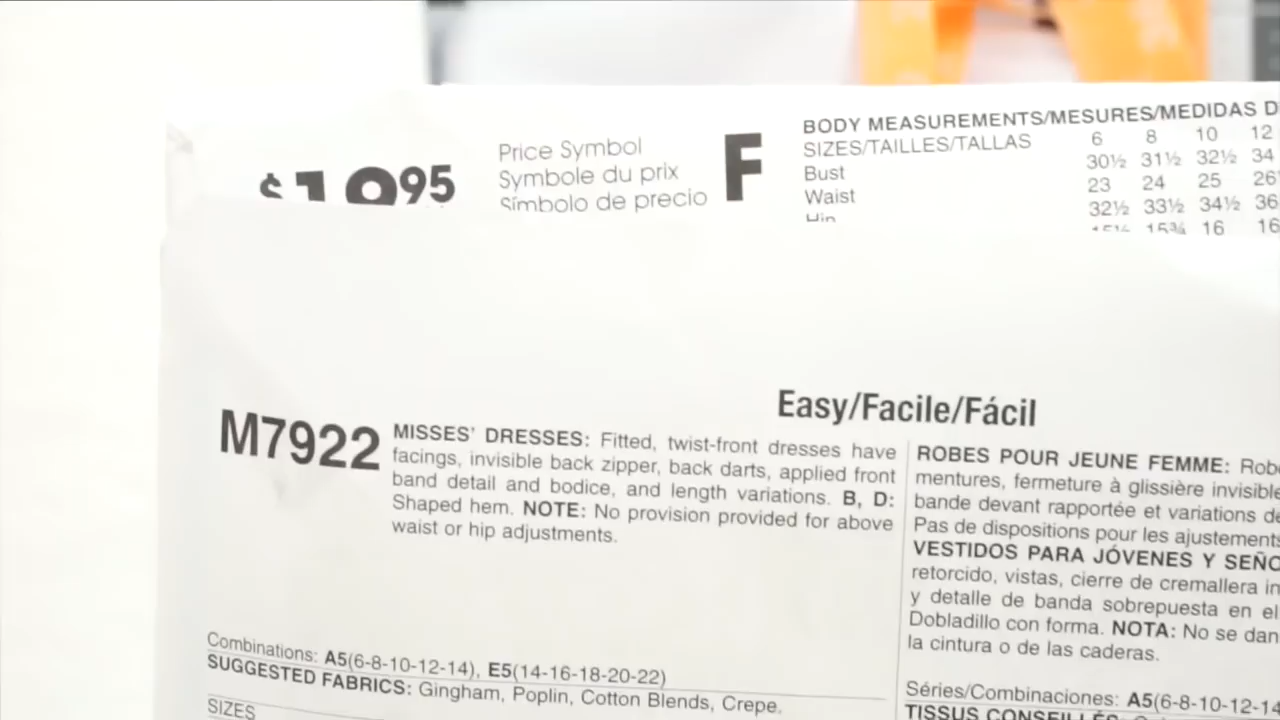 $19.95
Price Symbol
Symbole du prix
Símbolo de precio
F
BODY MEASUREMENTS/MESURES/MEDIDAS D
SIZES/TAILLES/TALLAS 6 8 10 12
Bust 30½ 31½ 32½ 34
Waist 23 24 25 26
Hip 32½ 33½ 34½ 36
15¾ 16 16
Easy/Facile/Fácil
M7922
MISSES' DRESSES: Fitted, twist-front dresses have
facings, invisible back zipper, back darts, applied front
band detail and bodice, and length variations. B, D:
Shaped hem. NOTE: No provision provided for above
waist or hip adjustments.
Combinations: A5(6-8-10-12-14), E5(14-16-18-20-22)
SUGGESTED FABRICS: Gingham, Poplin, Cotton Blends, Crepe.
SIZES
ROBES POUR JEUNE FEMME: Robe
mentures, fermeture à glissière invisible
bande devant rapportée et variations de
Pas de dispositions pour les ajustements
VESTIDOS PARA JÓVENES Y SEÑO
retorcido, vistas, cierre de cremallera in
y detalle de banda sobrepuesta en el
Dobladillo con forma. NOTA: No se dan
la cintura o de las caderas.
Séries/Combinaciones: A5(6-8-10-12-14
TISSUS CONSEILLÉS: